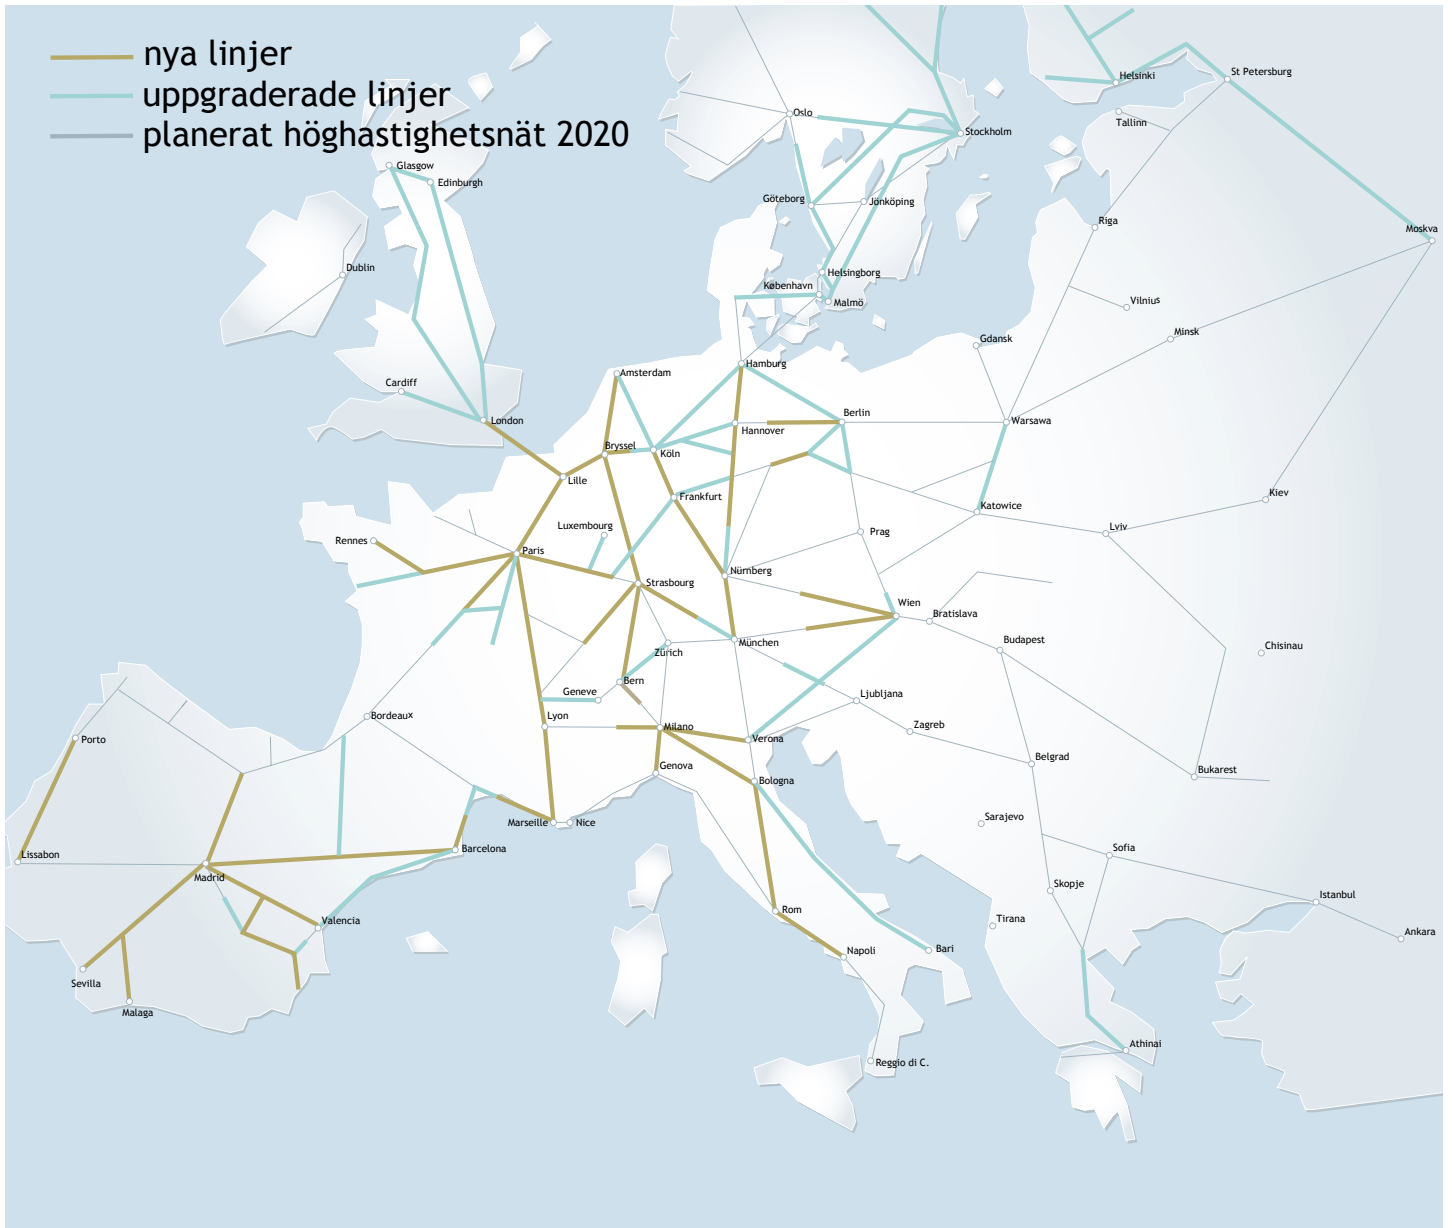 nya linjer
uppgraderade linjer
planerat höghastighetsnät 2020
Helsinki
St Petersburg
Oslo
Tallinn
Stockholm
Glasgow
Edinburgh
Göteborg
Jönköping
Riga
Moskva
Dublin
Helsingborg
København
Malmö
Vilnius
Minsk
Gdansk
Hamburg
Amsterdam
Cardiff
Berlin
London
Hannover
Warsawa
Bryssel
Köln
Lille
Frankfurt
Kiev
Katowice
Luxembourg
Lviv
Prag
Rennes
Paris
Nürnberg
Strasbourg
Wien
Bratislava
Budapest
München
Chisinau
Zürich
Bern
Geneve
Ljubljana
Bordeaux
Lyon
Zagreb
Milano
Porto
Verona
Belgrad
Genova
Bukarest
Bologna
Marseille
Nice
Sarajevo
Barcelona
Sofia
Lissabon
Madrid
Skopje
Istanbul
Rom
Valencia
Tirana
Ankara
Napoli
Bari
Sevilla
Malaga
Athinai
Reggio di C.